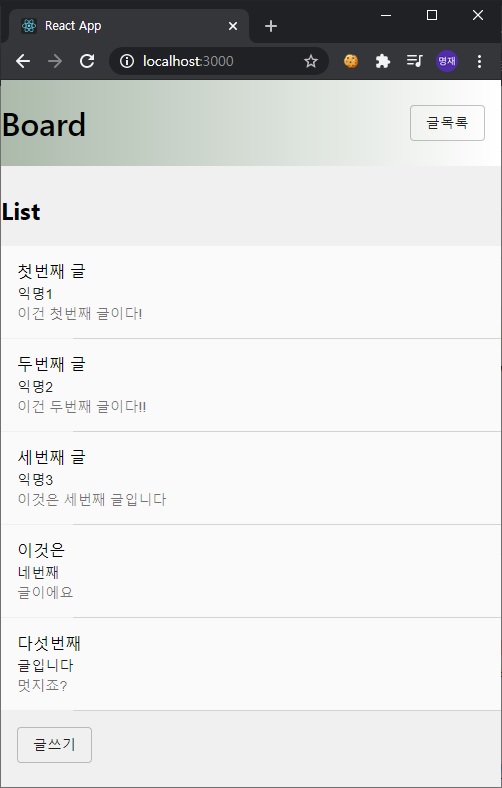 React App
localhost:3000
명재
Board
글목록
List
첫번째 글
익명1
이건 첫번째 글이다!
두번째 글
익명2
이건 두번째 글이다!!
세번째 글
익명3
이것은 세번째 글입니다
이것은
네번째
글이에요
다섯번째
글입니다
멋지죠?
글쓰기